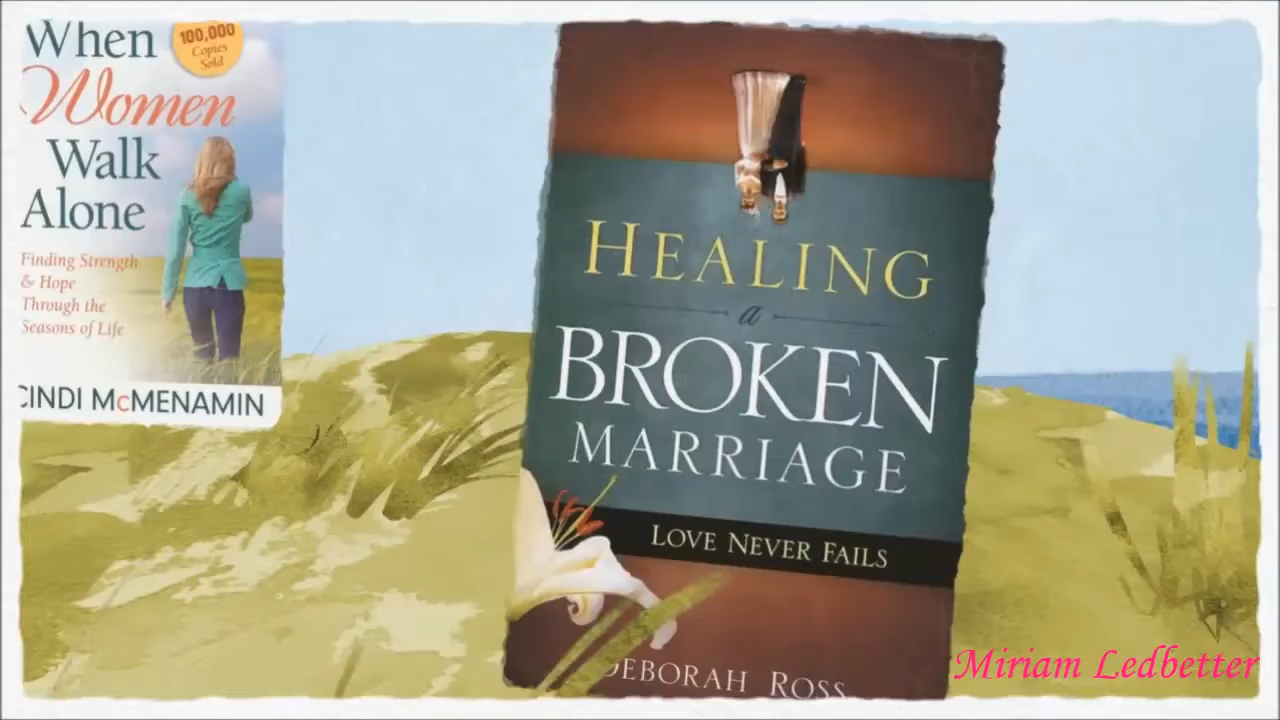 When
100,000
Copies
Sold
Women
Walk
Alone
Finding Strength
& Hope
Through the
Seasons of Life
CINDI McMENAMIN
HEALING
a
BROKEN
MARRIAGE
LOVE NEVER FAILS
DEBORAH ROSS
Miriam Ledbetter